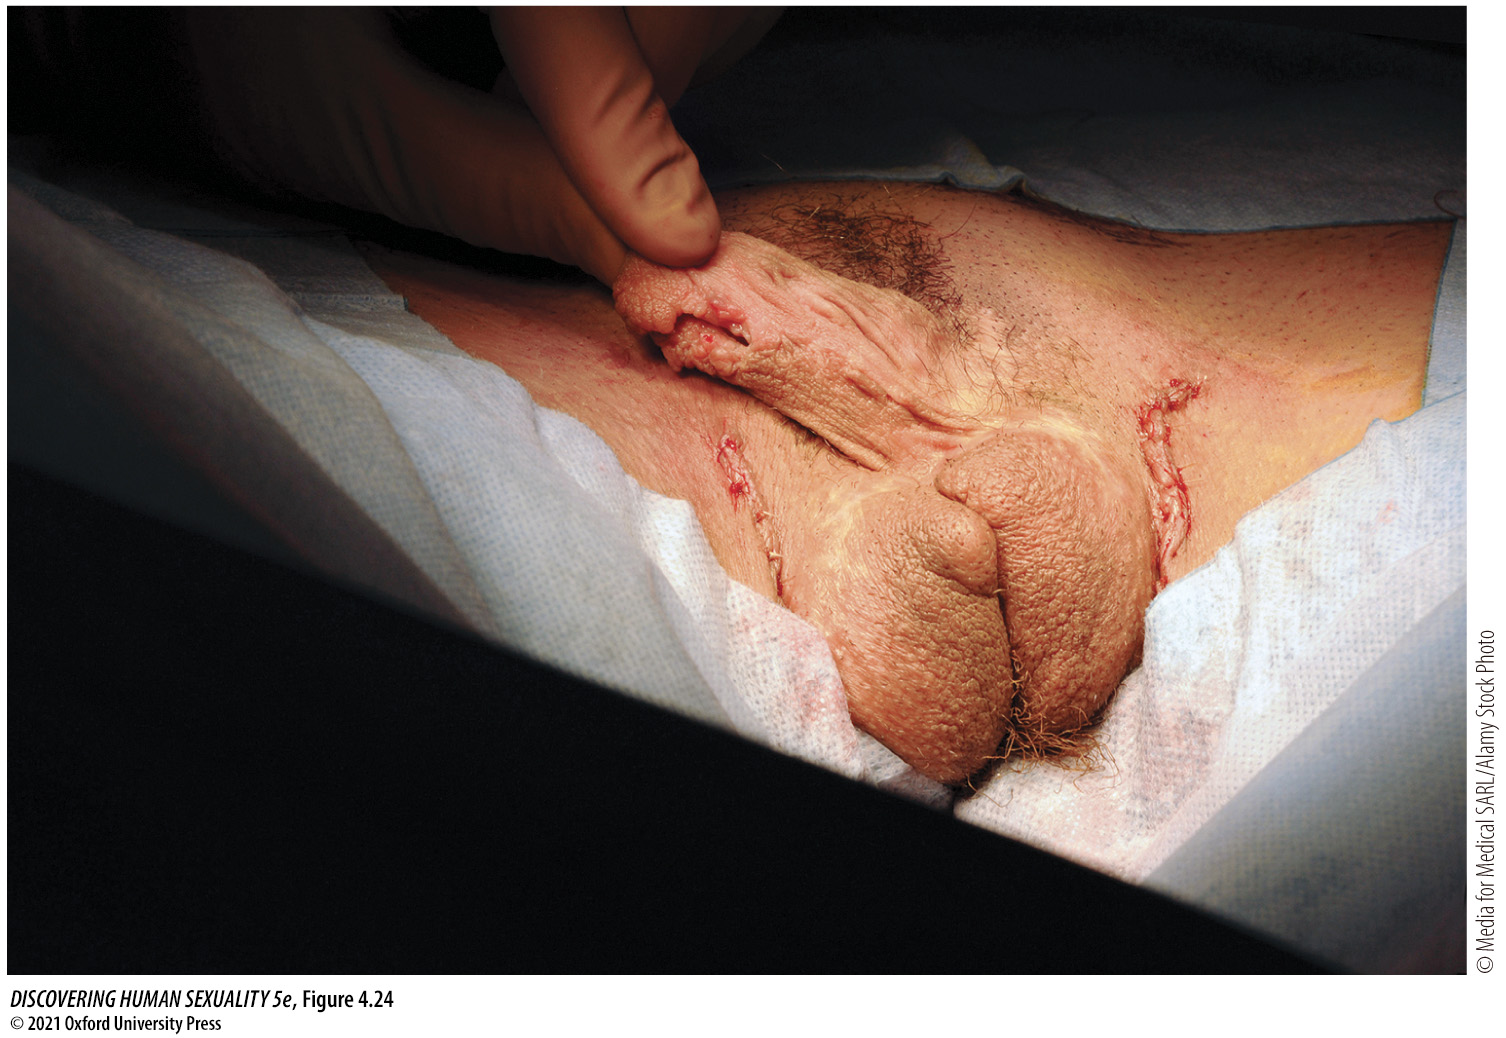 © Media for Medical SARL/Alamy Stock Photo
DISCOVERING HUMAN SEXUALITY 5e, Figure 4.24
© 2021 Oxford University Press